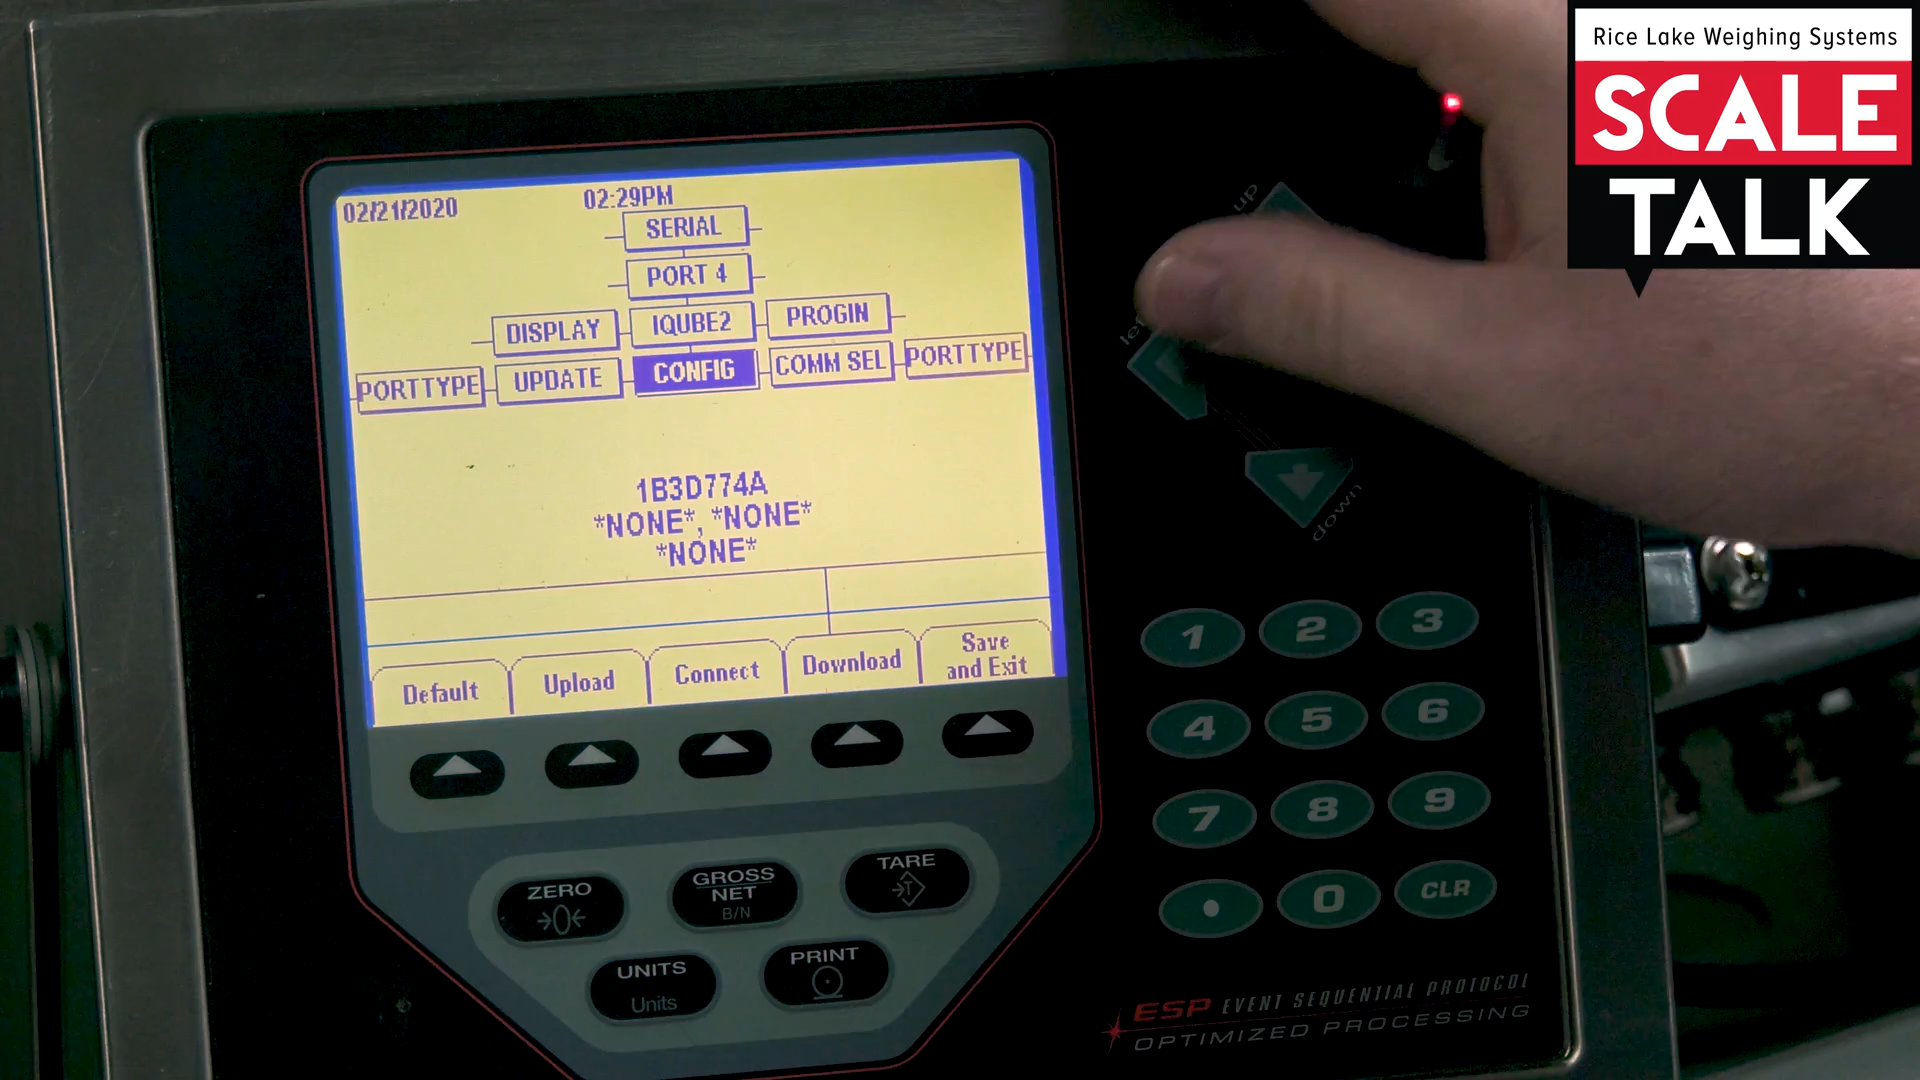 Rice Lake Weighing Systems
SCALE
TALK
02/21/2020 02:29PM
SERIAL
PORT 4
DISPLAY IQUBE2 PROGIN
PORTTYPE UPDATE CONFIG COMM SEL PORTTYPE
1B3D774A
*NONE*, *NONE*
*NONE*
Default Upload Connect Download Save and Exit
ZERO
0
GROSS
NET
B/N
TARE
T
UNITS
Units
PRINT
up
down
1 2 3
4 5 6
7 8 9
. 0 CLR
ESP EVENT SEQUENTIAL PROTOCOL
OPTIMIZED PROCESSING